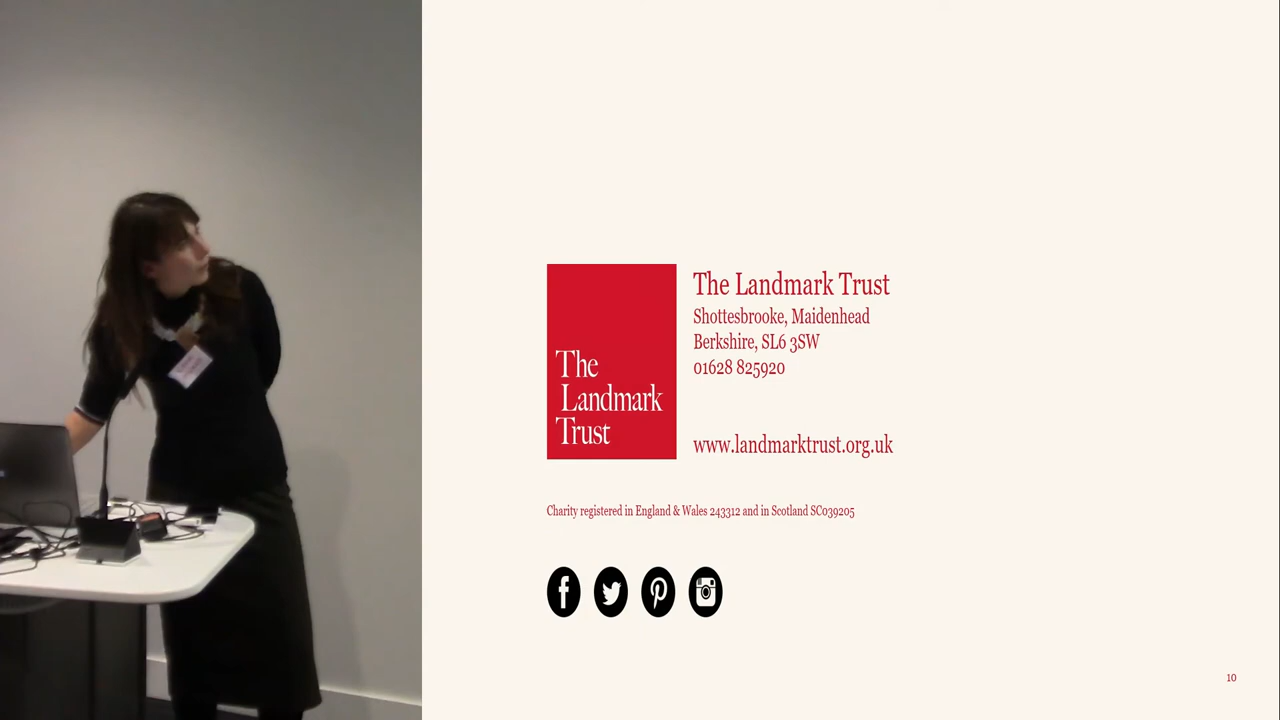 The
Landmark
Trust
The Landmark Trust
Shottesbrooke, Maidenhead
Berkshire, SL6 3SW
01628 825920
www.landmarktrust.org.uk
Charity registered in England & Wales 243312 and in Scotland SC039205
10